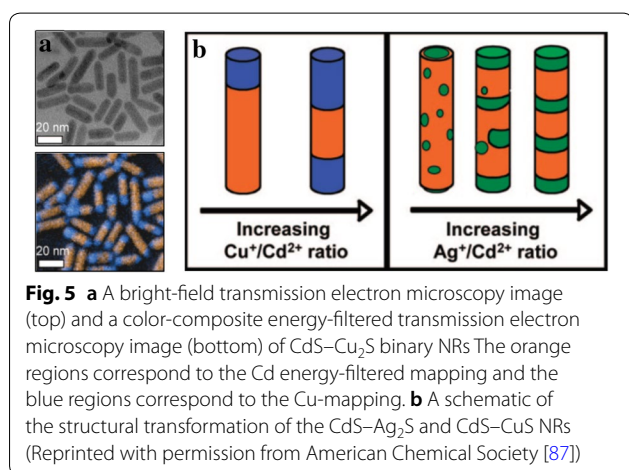 a
20 nm
20 nm
b
Increasing
Cu⁺/Cd²⁺ ratio
Increasing
Ag⁺/Cd²⁺ ratio
Fig. 5 a A bright-field transmission electron microscopy image
(top) and a color-composite energy-filtered transmission electron
microscopy image (bottom) of CdS–Cu₂S binary NRs The orange
regions correspond to the Cd energy-filtered mapping and the
blue regions correspond to the Cu-mapping. b A schematic of
the structural transformation of the CdS–Ag₂S and CdS–CuS NRs
(Reprinted with permission from American Chemical Society [87])